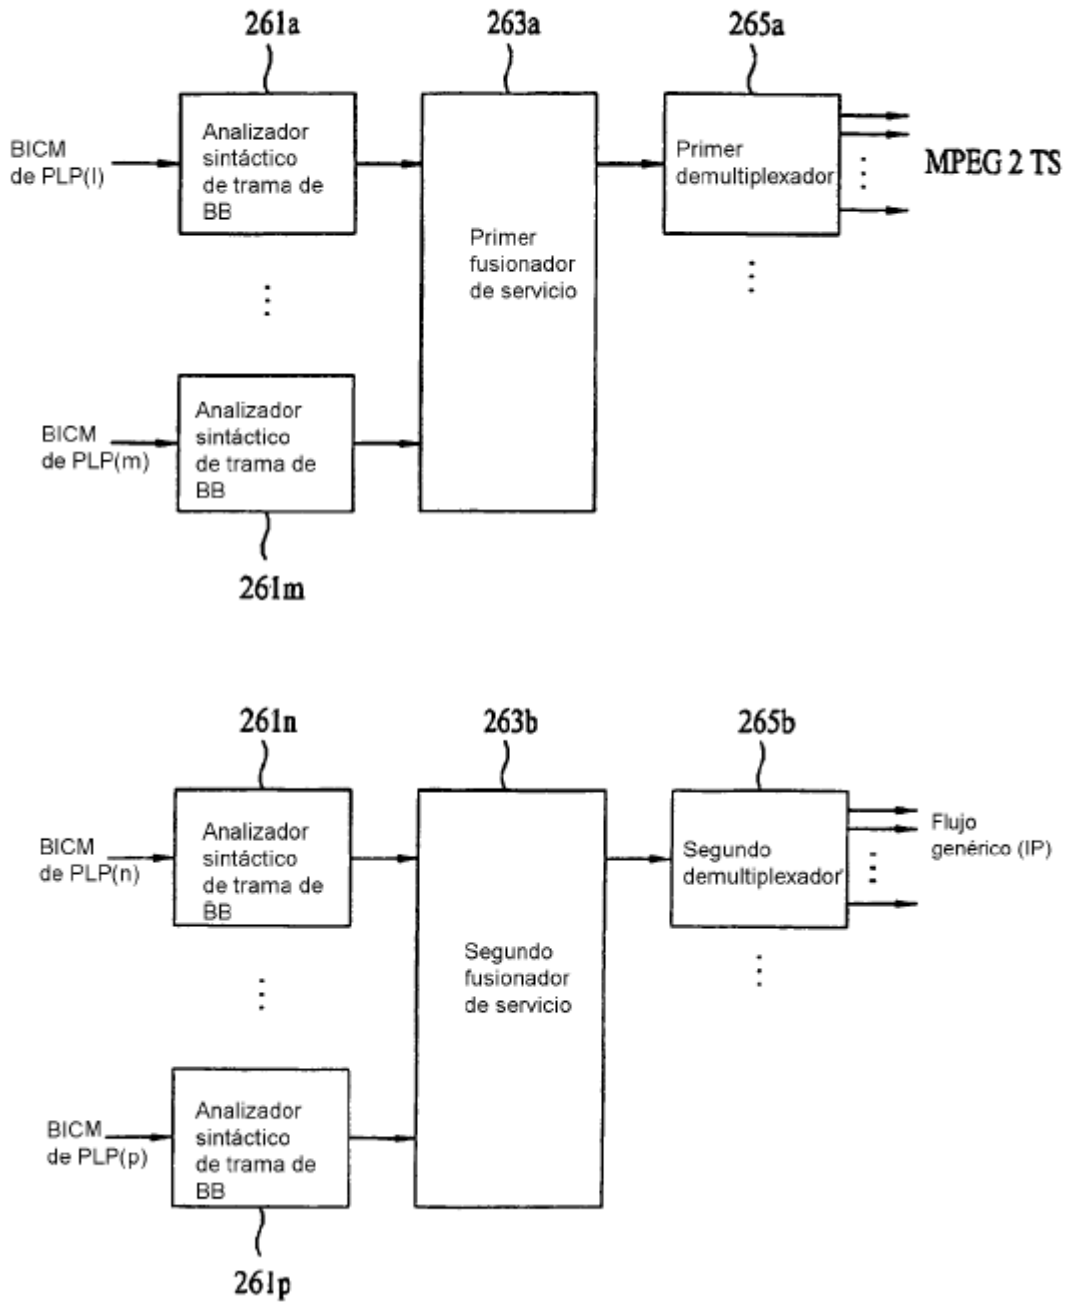 261a
263a
265a
BICM
de PLP(l)
Analizador
sintáctico
de trama de
BB
Primer
fusionador
de servicio
Primer
demultiplexador
MPEG 2 TS
BICM
de PLP(m)
Analizador
sintáctico
de trama de
BB
261m
261n
263b
265b
BICM
de PLP(n)
Analizador
sintáctico
de trama de
BB
Segundo
fusionador
de servicio
Segundo
demultiplexador
Flujo
genérico (IP)
BICM
de PLP(p)
Analizador
sintáctico
de trama de
BB
261p